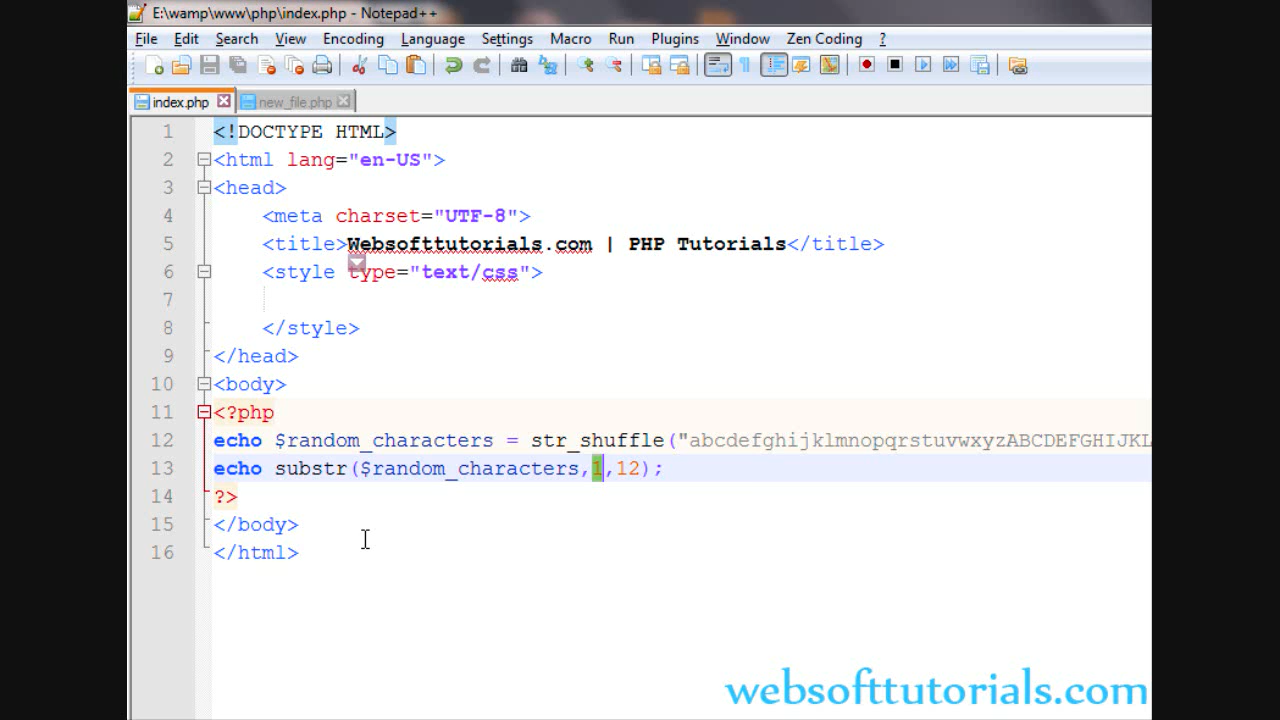 E:\wamp\www\php\index.php - Notepad++
File Edit Search View Encoding Language Settings Macro Run Plugins Window Zen Coding ?
index.php new_file.php
1 <!DOCTYPE HTML>
2 <html lang="en-US">
3 <head>
4 <meta charset="UTF-8">
5 <title>Websofttutorials.com | PHP Tutorials</title>
6 <style type="text/css">
7
8 </style>
9 </head>
10 <body>
11 <?php
12 echo $random_characters = str_shuffle("abcdefghijklmnopqrstuvwxyzABCDEFGHIJKL
13 echo substr($random_characters,1,12);
14 ?>
15 </body>
16 </html>
websofttutorials.com